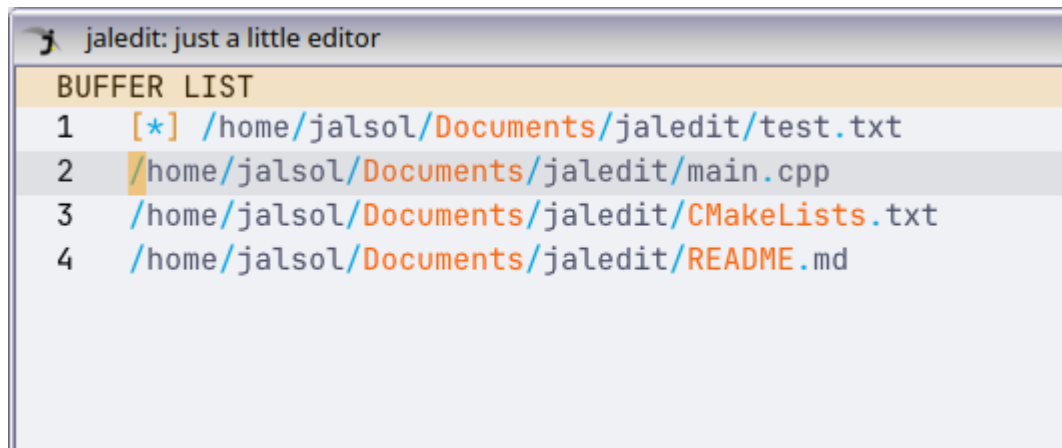 jaledit: just a little editor
BUFFER LIST
1 [*] /home/jalsol/Documents/jaledit/test.txt
2 /home/jalsol/Documents/jaledit/main.cpp
3 /home/jalsol/Documents/jaledit/CMakeLists.txt
4 /home/jalsol/Documents/jaledit/README.md